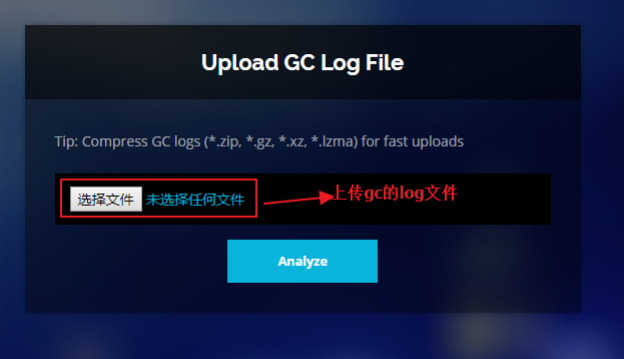 Upload GC Log File
Tip: Compress GC logs (*.zip, *.gz, *.xz, *.lzma) for fast uploads
选择文件 未选择任何文件 上传gc的log文件
Analyze